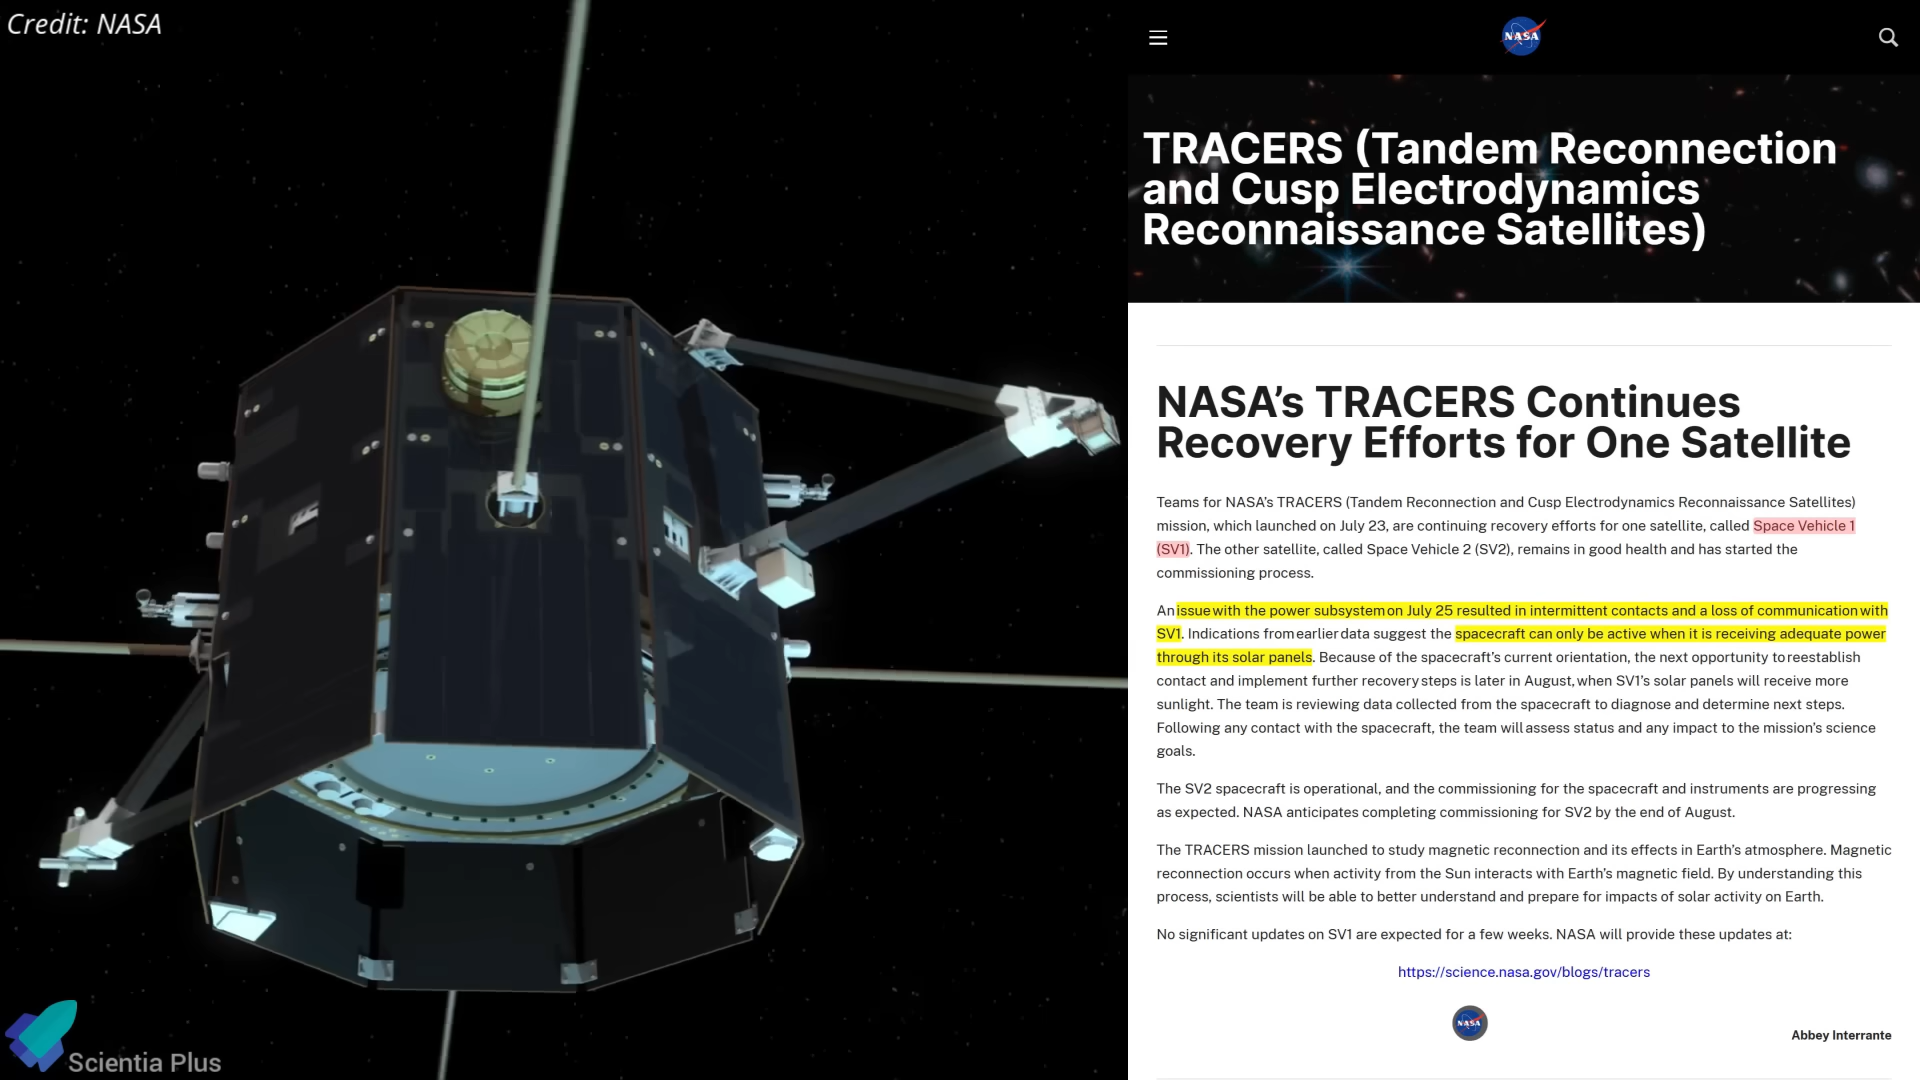 Credit: NASA
NASA
TRACERS (Tandem Reconnection
and Cusp Electrodynamics
Reconnaissance Satellites)
NASA's TRACERS Continues
Recovery Efforts for One Satellite
Teams for NASA's TRACERS (Tandem Reconnection and Cusp Electrodynamics Reconnaissance Satellites)
mission, which launched on July 23, are continuing recovery efforts for one satellite, called Space Vehicle 1
(SV1). The other satellite, called Space Vehicle 2 (SV2), remains in good health and has started the
commissioning process.
An issue with the power subsystem on July 25 resulted in intermittent contacts and a loss of communication with
SV1. Indications from earlier data suggest the spacecraft can only be active when it is receiving adequate power
through its solar panels. Because of the spacecraft's current orientation, the next opportunity to reestablish
contact and implement further recovery steps is later in August, when SV1's solar panels will receive more
sunlight. The team is reviewing data collected from the spacecraft to diagnose and determine next steps.
Following any contact with the spacecraft, the team will assess status and any impact to the mission's science
goals.
The SV2 spacecraft is operational, and the commissioning for the spacecraft and instruments are progressing
as expected. NASA anticipates completing commissioning for SV2 by the end of August.
The TRACERS mission launched to study magnetic reconnection and its effects in Earth's atmosphere. Magnetic
reconnection occurs when activity from the Sun interacts with Earth's magnetic field. By understanding this
process, scientists will be able to better understand and prepare for impacts of solar activity on Earth.
No significant updates on SV1 are expected for a few weeks. NASA will provide these updates at:
https://science.nasa.gov/blogs/tracers
NASA
Abbey Interrante
Scientia Plus